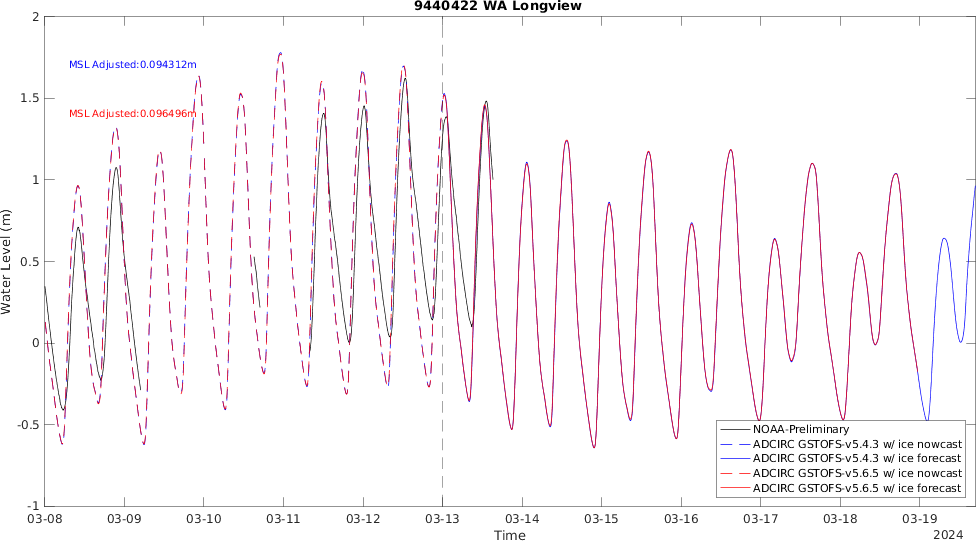 9440422 WA Longview
2
1.5
1
0.5
0
-0.5
-1
Water Level (m)
MSL Adjusted:0.094312m
MSL Adjusted:0.096496m
NOAA-Preliminary
ADCIRC GSTOFS-v5.4.3 w/ ice nowcast
ADCIRC GSTOFS-v5.4.3 w/ ice forecast
ADCIRC GSTOFS-v5.6.5 w/ ice nowcast
ADCIRC GSTOFS-v5.6.5 w/ ice forecast
03-08 03-09 03-10 03-11 03-12 03-13 03-14 03-15 03-16 03-17 03-18 03-19
Time
2024